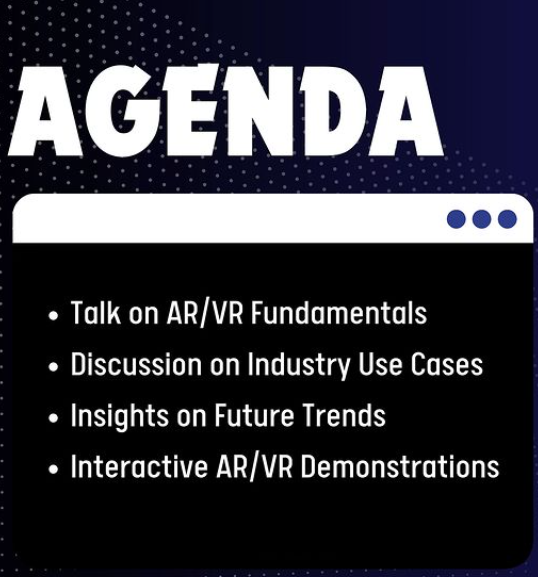 AGENDA
• Talk on AR/VR Fundamentals
• Discussion on Industry Use Cases
• Insights on Future Trends
• Interactive AR/VR Demonstrations